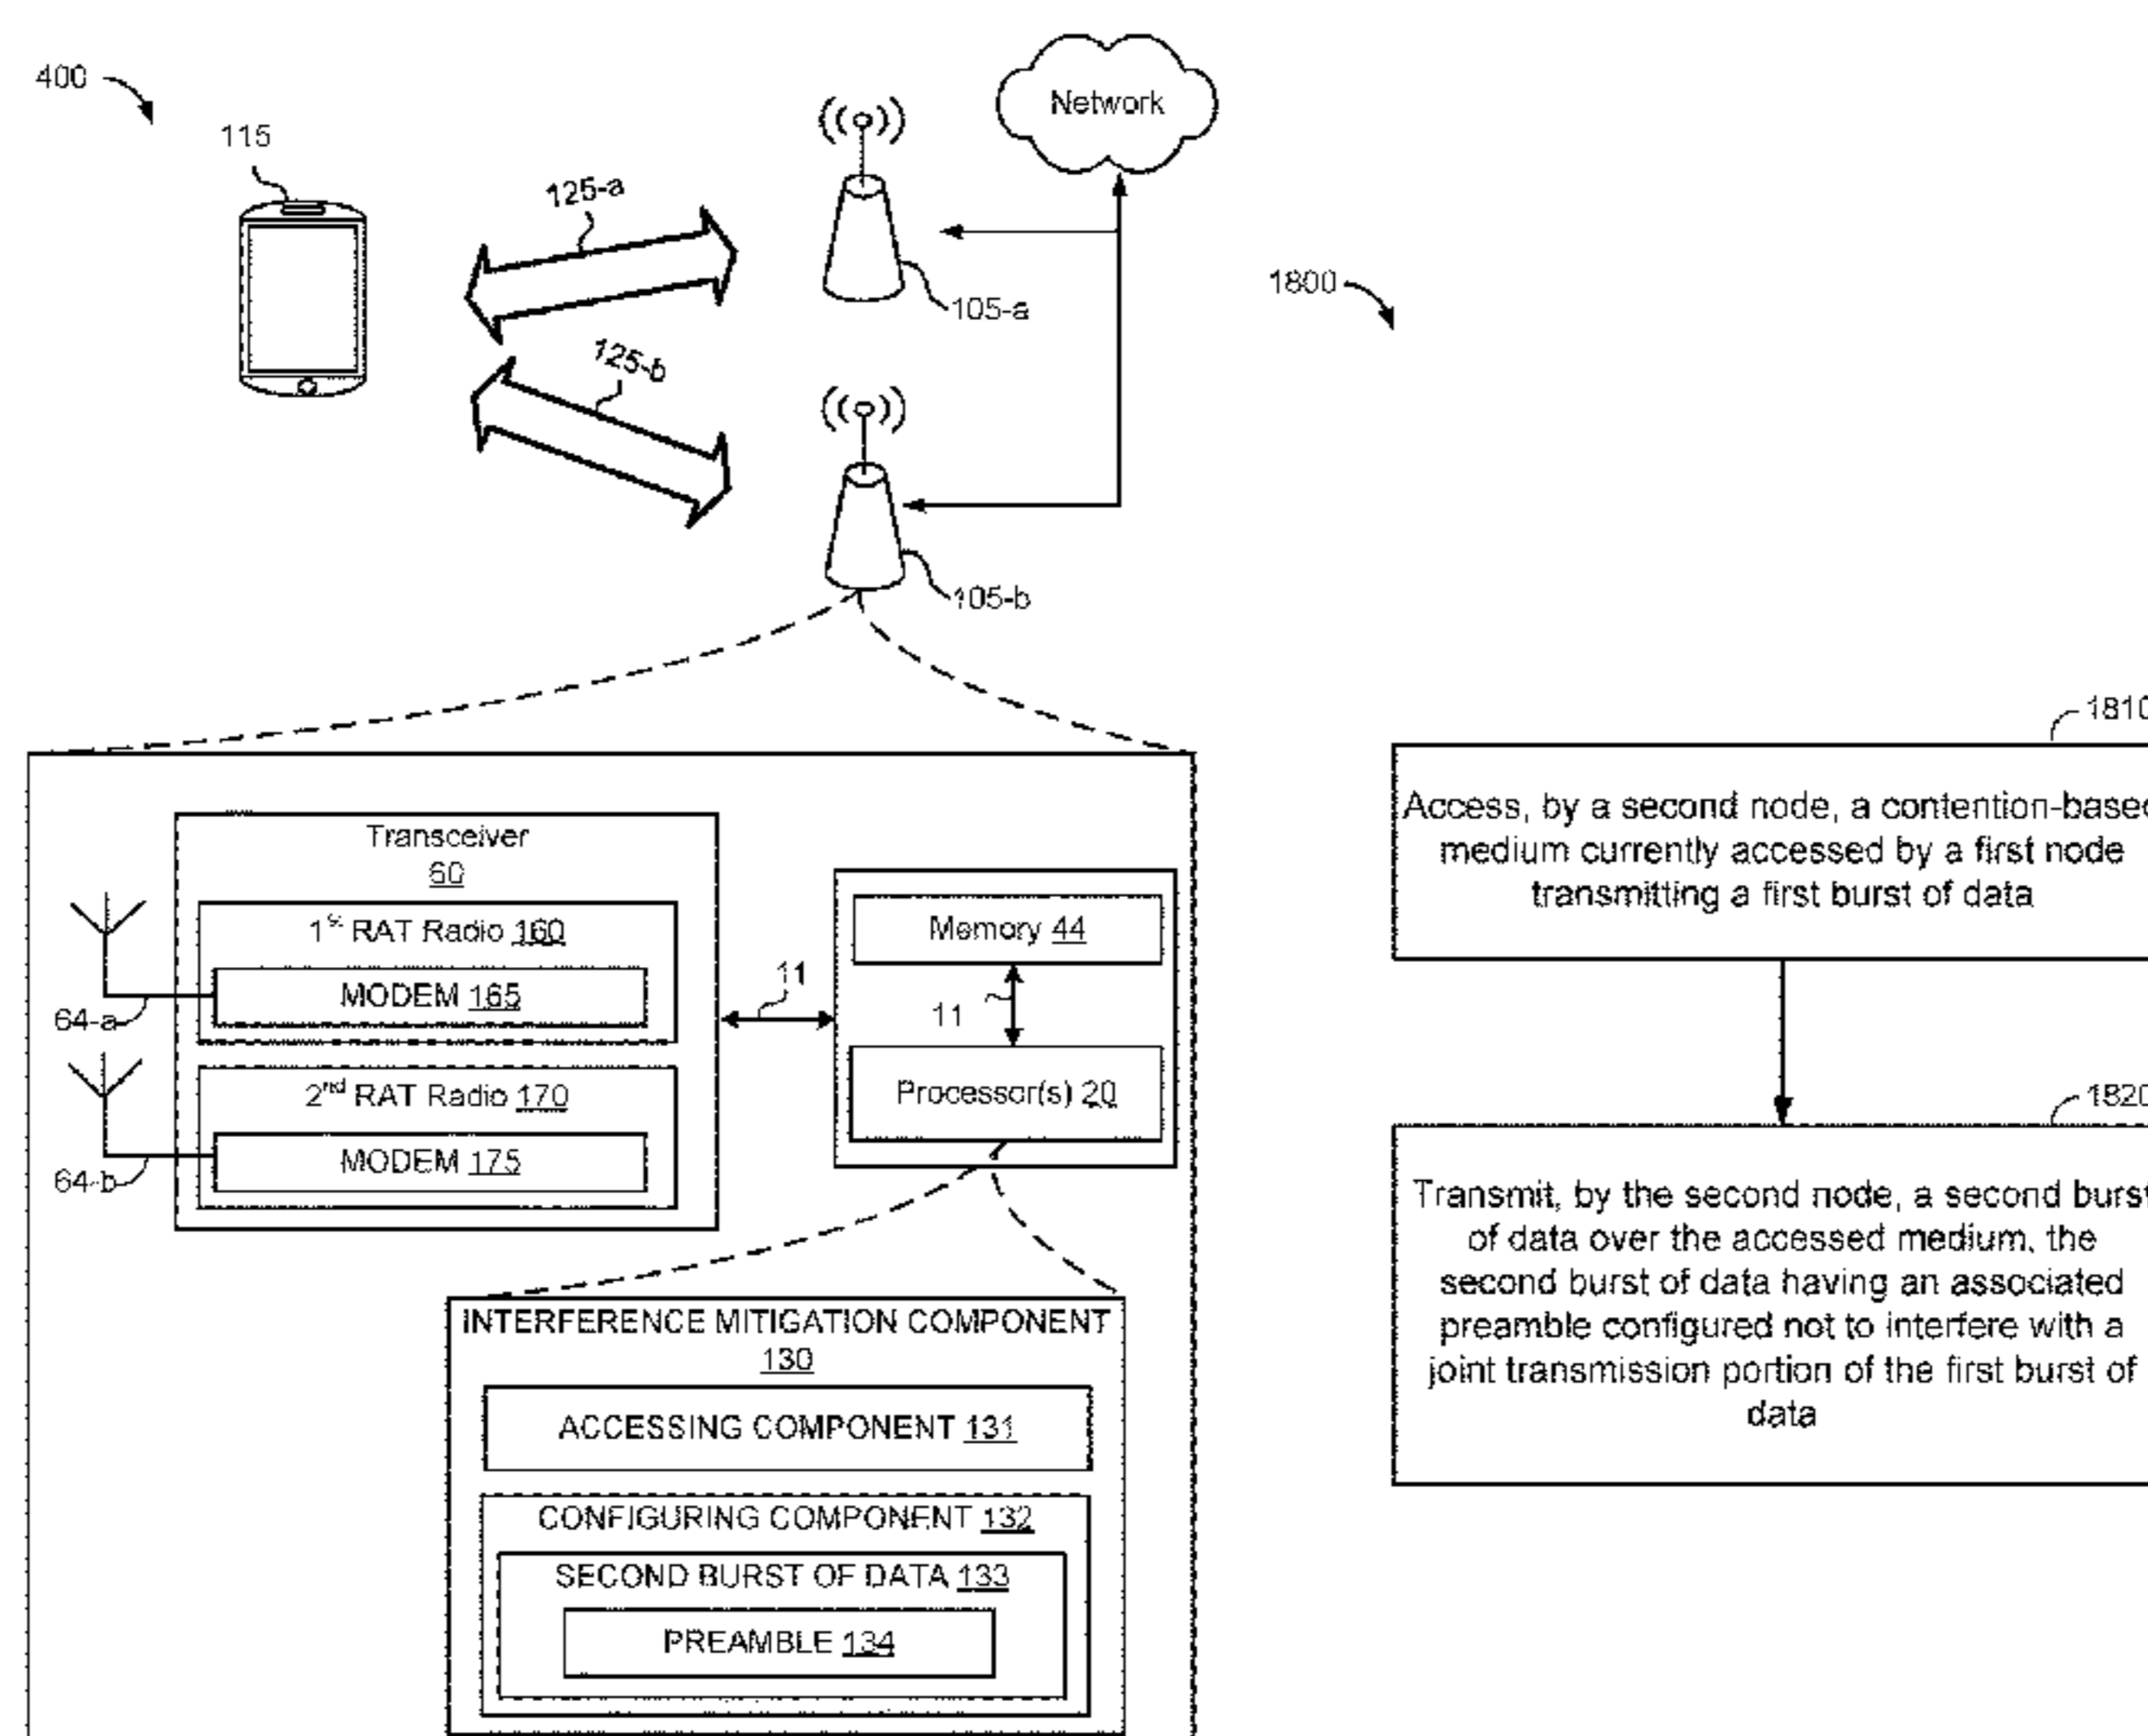 400
115
125-a
Network
105-a
125-b
105-b
Transceiver
60
1st RAT Radio 160
MODEM 165
64-a
2nd RAT Radio 170
MODEM 175
64-b
11
Memory 44
11
Processor(s) 20
INTERFERENCE MITIGATION COMPONENT
130
ACCESSING COMPONENT 131
CONFIGURING COMPONENT 132
SECOND BURST OF DATA 133
PREAMBLE 134
1800
1810
Access, by a second node, a contention-based
medium currently accessed by a first node
transmitting a first burst of data
1820
Transmit, by the second node, a second burst
of data over the accessed medium, the
second burst of data having an associated
preamble configured not to interfere with a
joint transmission portion of the first burst of
data